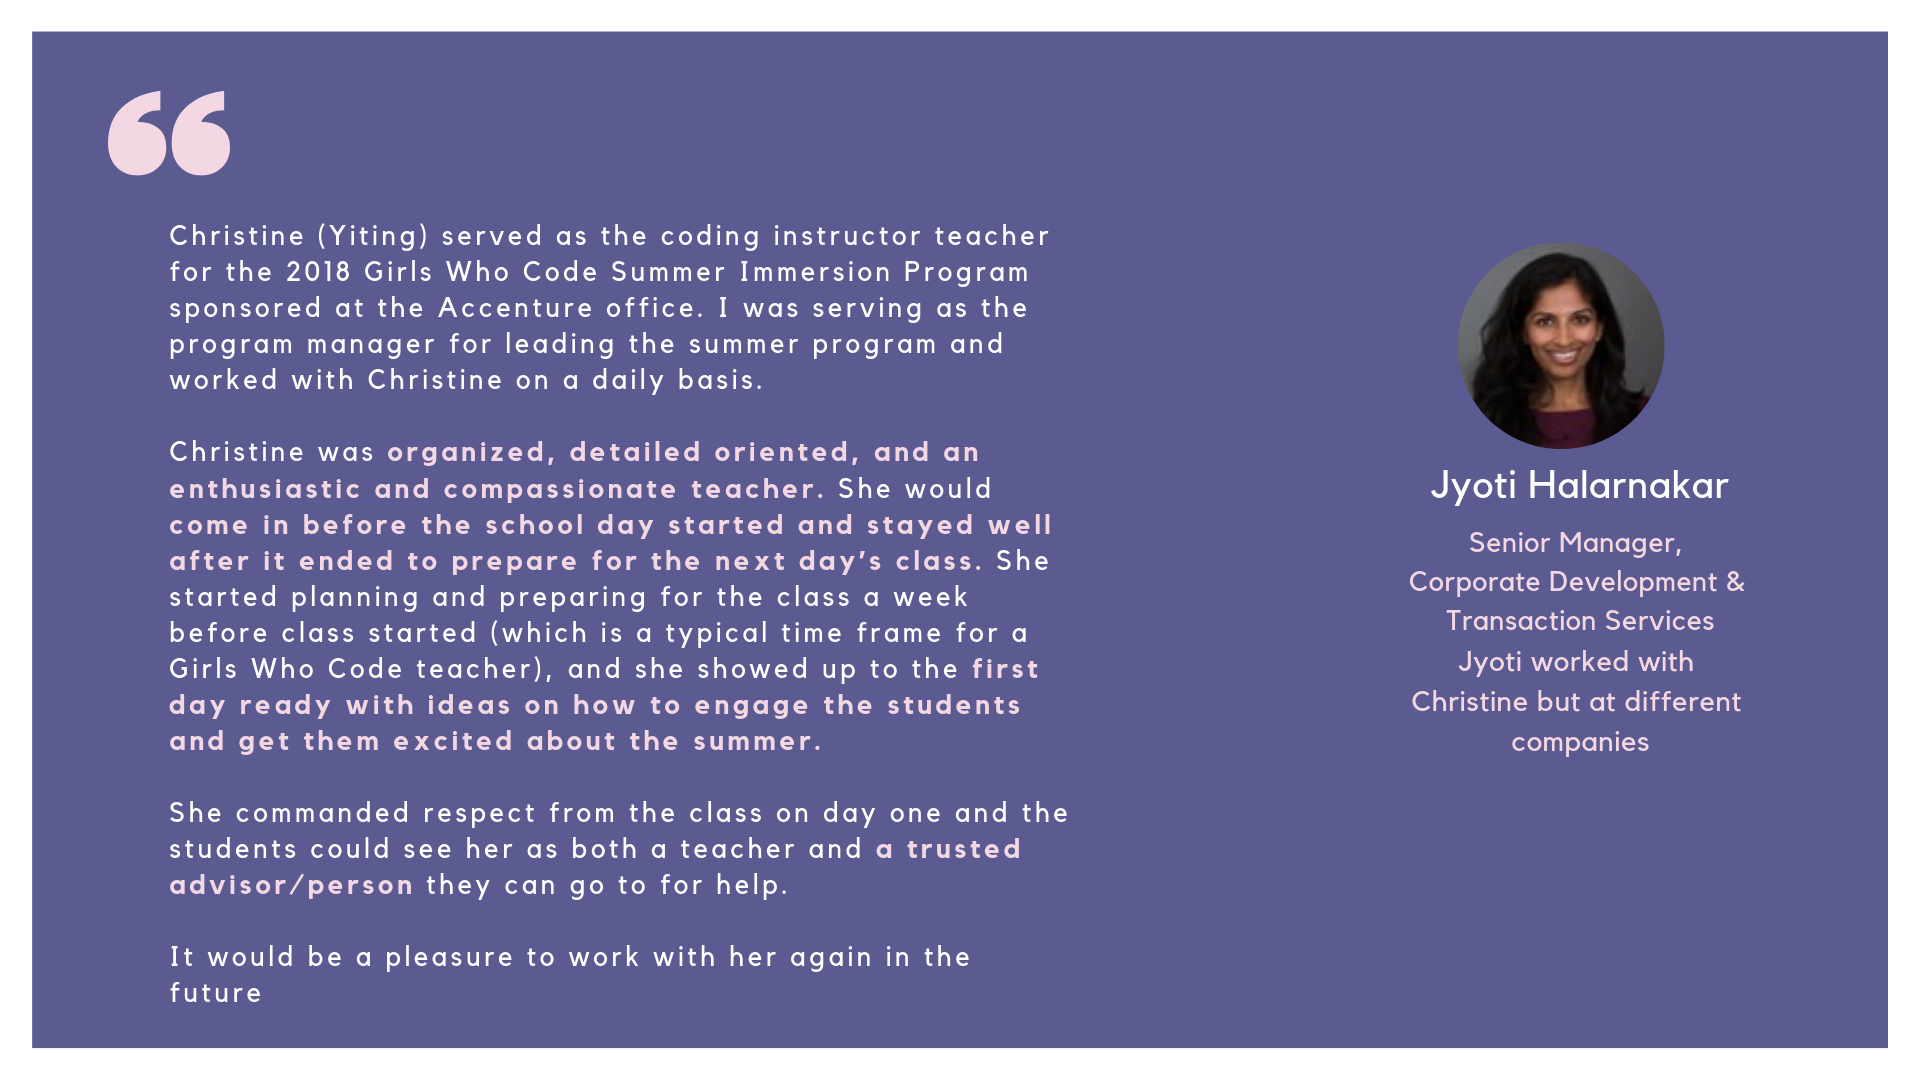 “
Christine (Yiting) served as the coding instructor teacher
for the 2018 Girls Who Code Summer Immersion Program
sponsored at the Accenture office. I was serving as the
program manager for leading the summer program and
worked with Christine on a daily basis.
Christine was organized, detailed oriented, and an
enthusiastic and compassionate teacher. She would
come in before the school day started and stayed well
after it ended to prepare for the next day’s class. She
started planning and preparing for the class a week
before class started (which is a typical time frame for a
Girls Who Code teacher), and she showed up to the first
day ready with ideas on how to engage the students
and get them excited about the summer.
She commanded respect from the class on day one and the
students could see her as both a teacher and a trusted
advisor/person they can go to for help.
It would be a pleasure to work with her again in the
future
Jyoti Halarnakar
Senior Manager,
Corporate Development &
Transaction Services
Jyoti worked with
Christine but at different
companies